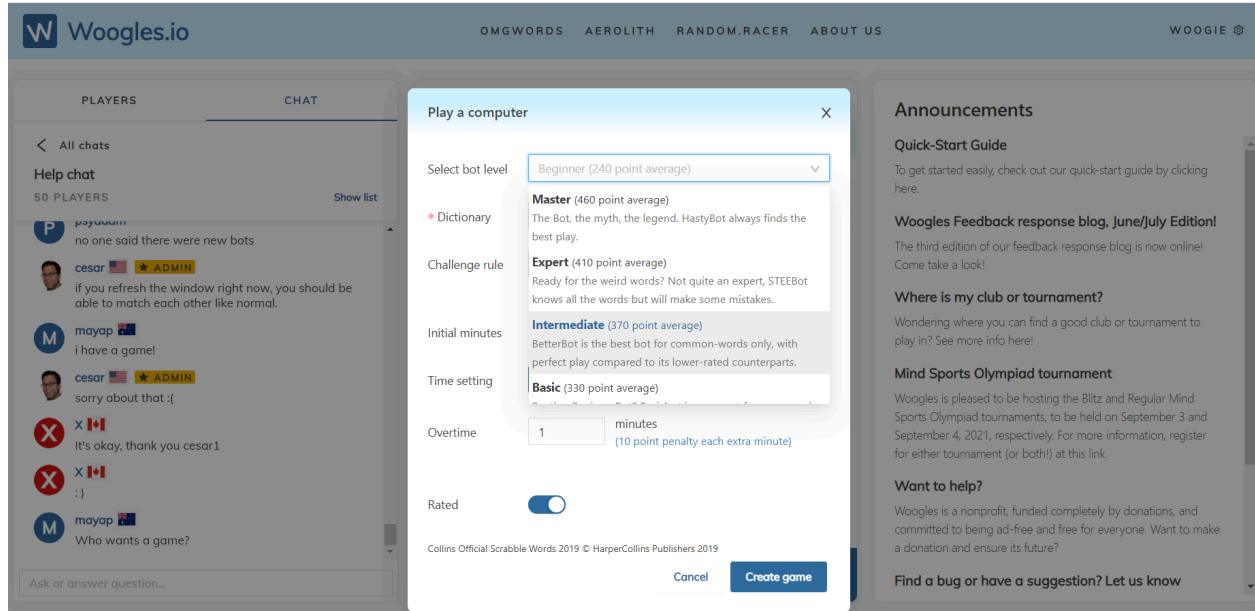 W Woogles.io
OMGWORDS AEROLITH RANDOM.RACER ABOUT US
WOOGIE
PLAYERS CHAT
All chats
Help chat
50 PLAYERS Show list
P
no one said there were new bots
cesar ADMIN
if you refresh the window right now, you should be
able to match each other like normal.
M mayap
i have a game!
cesar ADMIN
sorry about that :(
X
It's okay, thank you cesar1
X
: )
M mayap
Who wants a game?
Ask or answer question...
Play a computer X
Select bot level Beginner (240 point average)
Master (460 point average)
The Bot, the myth, the legend. HastyBot always finds the
best play.
Expert (410 point average)
Ready for the weird words? Not quite an expert, STEEBot
knows all the words but will make some mistakes.
Intermediate (370 point average)
BetterBot is the best bot for common-words only, with
perfect play compared to its lower-rated counterparts.
Basic (330 point average)
* Dictionary
Challenge rule
Initial minutes
Time setting
Overtime 1 minutes
(10 point penalty each extra minute)
Rated
Collins Official Scrabble Words 2019 © HarperCollins Publishers 2019
Cancel Create game
Announcements
Quick-Start Guide
To get started easily, check out our quick-start guide by clicking
here.
Woogles Feedback response blog, June/July Edition!
The third edition of our feedback response blog is now online!
Come take a look!
Where is my club or tournament?
Wondering where you can find a good club or tournament to
play in? See more info here!
Mind Sports Olympiad tournament
Woogles is pleased to be hosting the Blitz and Regular Mind
Sports Olympiad tournaments, to be held on September 3 and
September 4, 2021, respectively. For more information, register
for either tournament (or both!) at this link.
Want to help?
Woogles is a nonprofit, funded completely by donations, and
committed to being ad-free and free for everyone. Want to make
a donation and ensure its future?
Find a bug or have a suggestion? Let us know